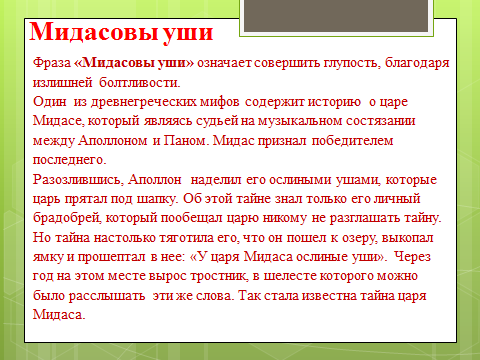 Мидасовы уши
Фраза «Мидасовы уши» означает совершить глупость, благодаря
излишней болтливости.
Один из древнегреческих мифов содержит историю о царе
Мидасе, который являясь судьей на музыкальном состязании
между Аполлоном и Паном. Мидас признал победителем
последнего.
Разозлившись, Аполлон наделил его ослиными ушами, которые
царь прятал под шапку. Об этой тайне знал только его личный
брадобрей, который пообещал царю никому не разглашать тайну.
Но тайна настолько тяготила его, что он пошел к озеру, выкопал
ямку и прошептал в нее: «У царя Мидаса ослиные уши». Через
год на этом месте вырос тростник, в шелесте которого можно
было расслышать эти же слова. Так стала известна тайна царя
Мидаса.